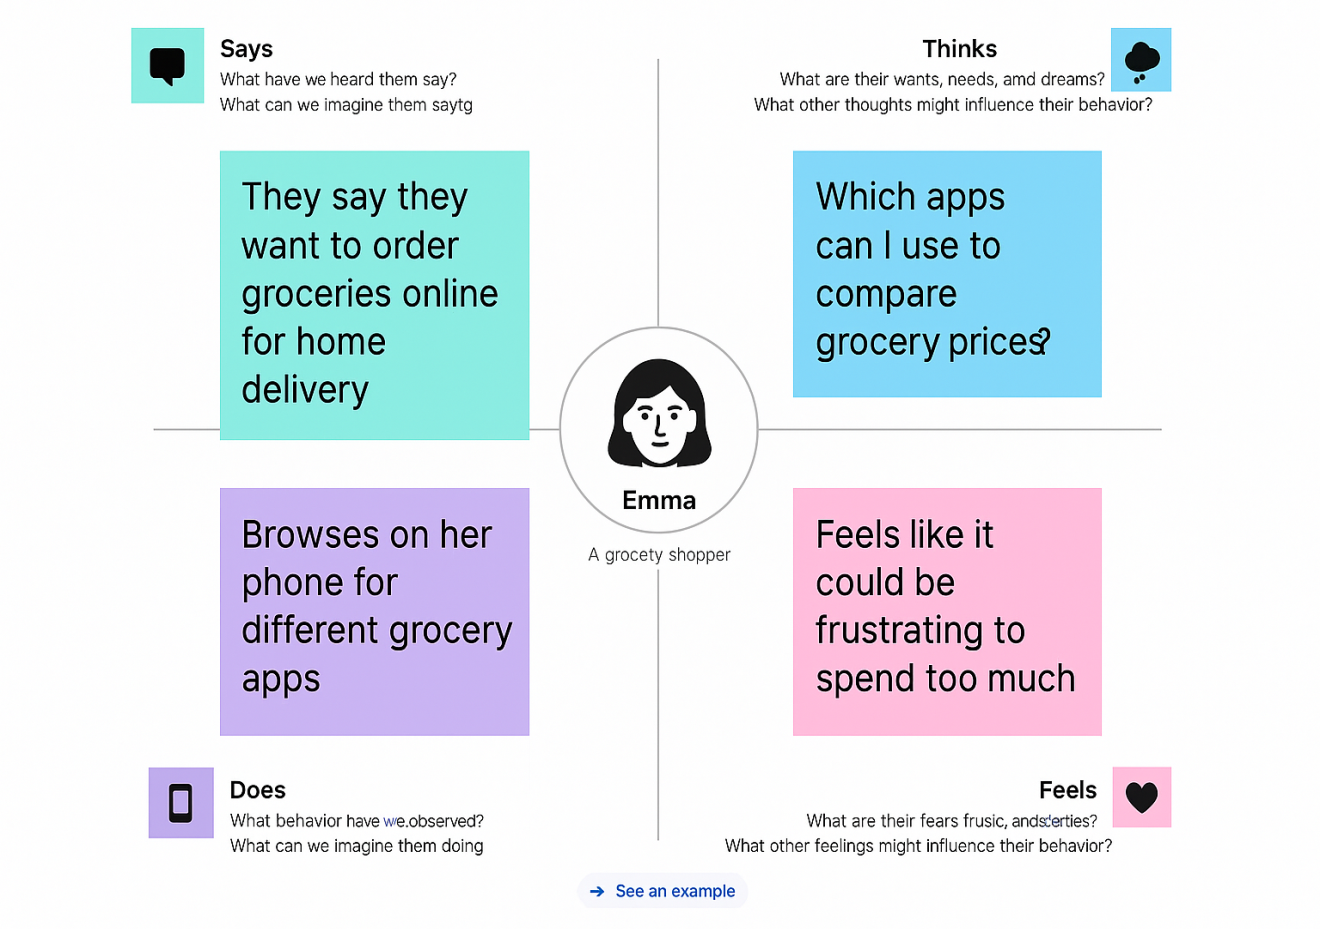 Says
What have we heard them say?
What can we imagine them saytg
Thinks
What are their wants, needs, amd dreams?
What other thoughts might influence their behavior?
They say they
want to order
groceries online
for home
delivery
Which apps
can I use to
compare
grocery prices?
Emma
A grocety shopper
Browses on her
phone for
different grocery
apps
Feels like it
could be
frustrating to
spend too much
Does
What behavior have we.observed?
What can we imagine them doing
Feels
What are their fears frusic,
What other feelings might influence their behavior?
→ See an example